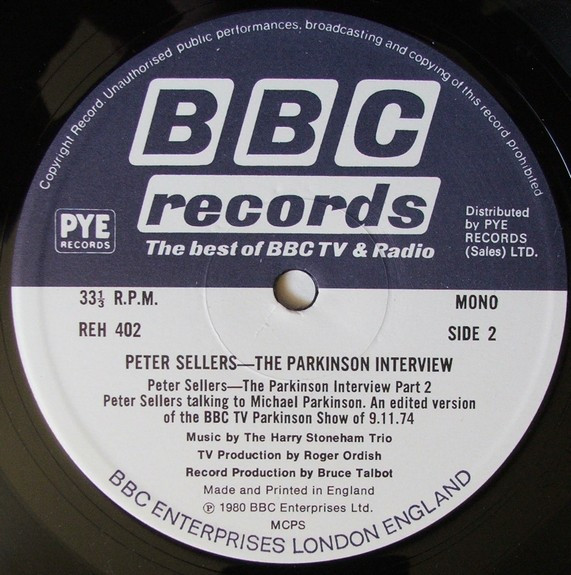 Copyright Record. Unauthorised public performances, broadcasting and copying of this record prohibited
BBC
records
The best of BBC TV & Radio
PYE
RECORDS
Distributed
by PYE
RECORDS
(Sales) LTD.
33⅓ R.P.M.
MONO
REH 402
SIDE 2
PETER SELLERS—THE PARKINSON INTERVIEW
Peter Sellers—The Parkinson Interview Part 2
Peter Sellers talking to Michael Parkinson. An edited version
of the BBC TV Parkinson Show of 9.11.74
Music by The Harry Stoneham Trio
TV Production by Roger Ordish
Record Production by Bruce Talbot
Made and Printed in England
℗ 1980 BBC Enterprises Ltd.
MCPS
BBC ENTERPRISES LONDON ENGLAND